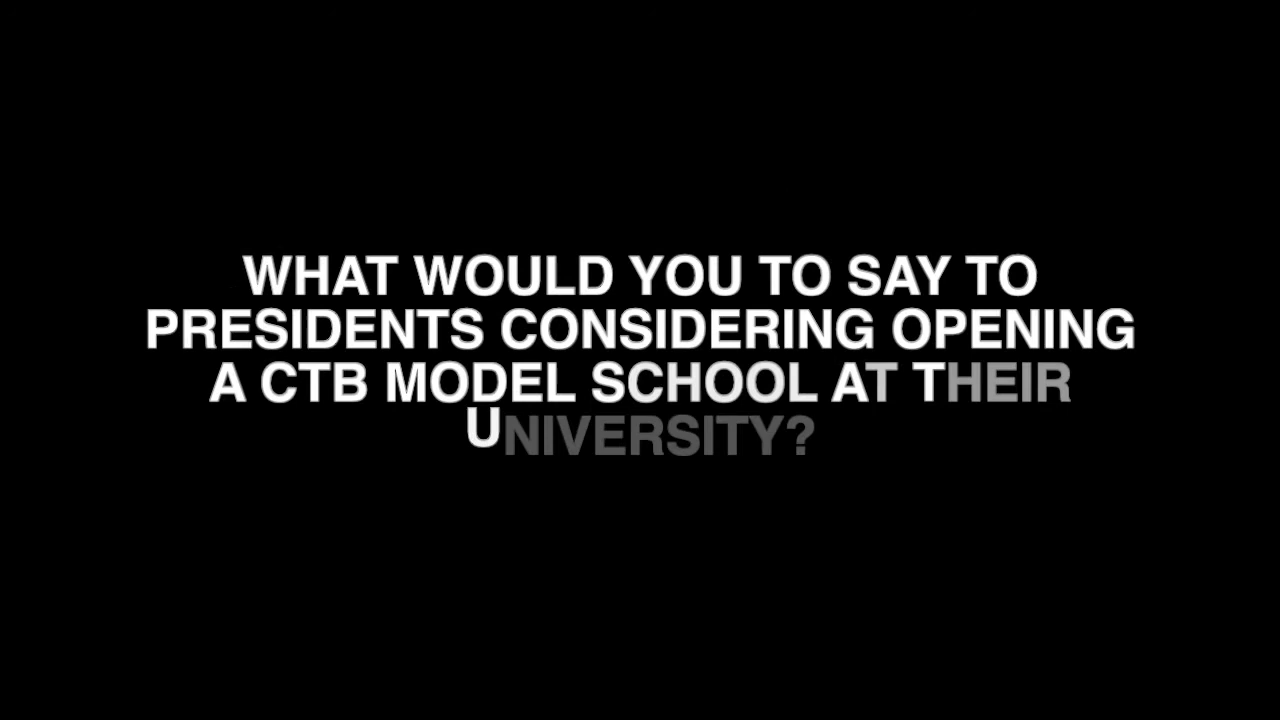 WHAT WOULD YOU TO SAY TO
PRESIDENTS CONSIDERING OPENING
A CTB MODEL SCHOOL AT THEIR
UNIVERSITY?